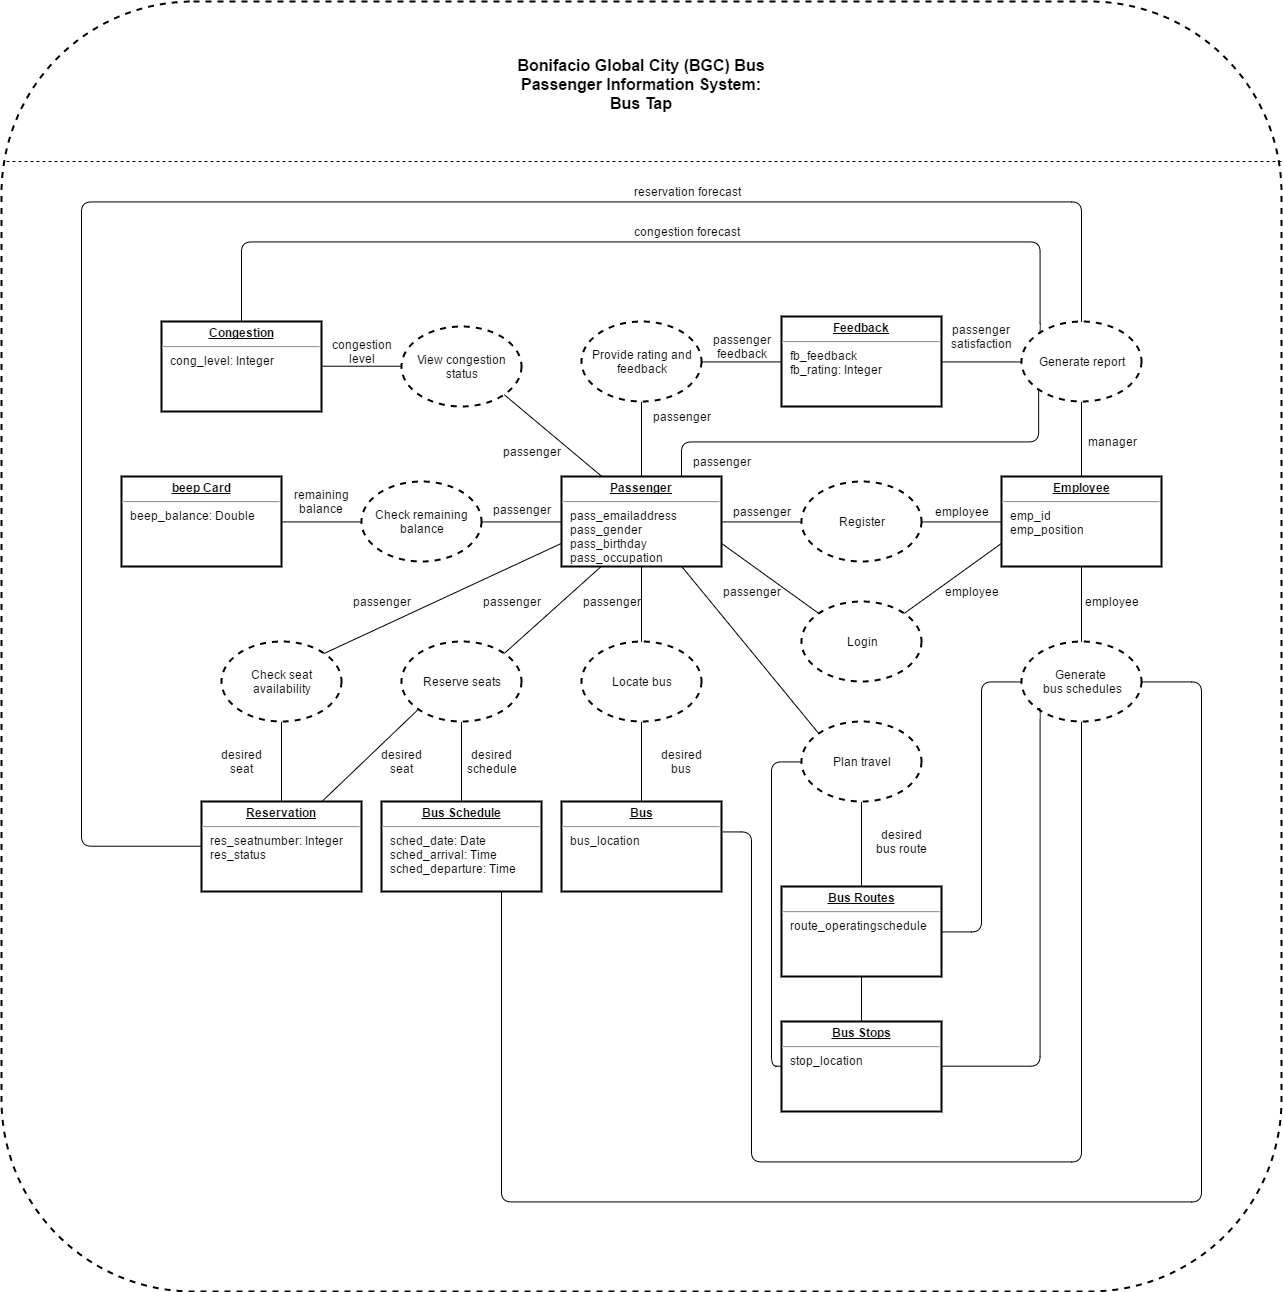 Bonifacio Global City (BGC) Bus
Passenger Information System:
Bus Tap
reservation forecast
congestion forecast
Congestion
cong_level: Integer
congestion
level
View congestion
status
Provide rating and
feedback
passenger
feedback
Feedback
fb_feedback
fb_rating: Integer
passenger
satisfaction
Generate report
passenger
passenger
passenger
manager
beep Card
beep_balance: Double
remaining
balance
Check remaining
balance
passenger
Passenger
pass_emailaddress
pass_gender
pass_birthday
pass_occupation
passenger
Register
employee
Employee
emp_id
emp_position
passenger
passenger
passenger
passenger
employee
employee
Check seat
availability
Reserve seats
Locate bus
Login
Generate
bus schedules
desired
seat
desired
seat
desired
schedule
desired
bus
Plan travel
Reservation
res_seatnumber: Integer
res_status
Bus Schedule
sched_date: Date
sched_arrival: Time
sched_departure: Time
Bus
bus_location
desired
bus route
Bus Routes
route_operatingschedule
Bus Stops
stop_location